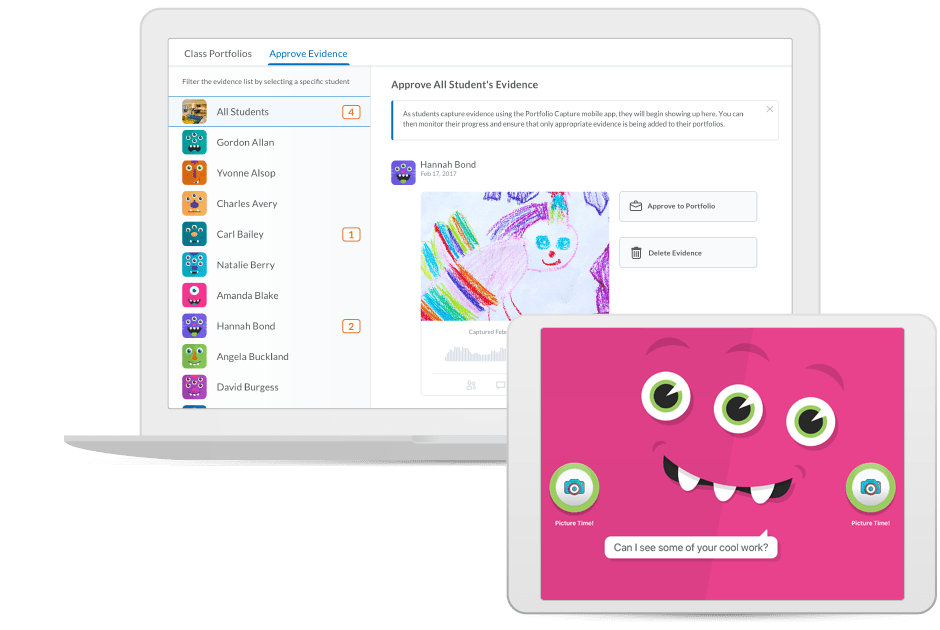 Class Portfolios
Approve Evidence
Filter the evidence list by selecting a specific student
All Students
4
Gordon Allan
Yvonne Alsop
Charles Avery
Carl Bailey
1
Natalie Berry
Amanda Blake
Hannah Bond
2
Angela Buckland
David Burgess
Approve All Student's Evidence
As students capture evidence using the Portfolio Capture mobile app, they will begin showing up here. You can
then monitor their progress and ensure that only appropriate evidence is being added to their portfolios.
Hannah Bond
Feb 17, 2017
Approve to Portfolio
Delete Evidence
Captured
Picture Time!
Picture Time!
Can I see some of your cool work?